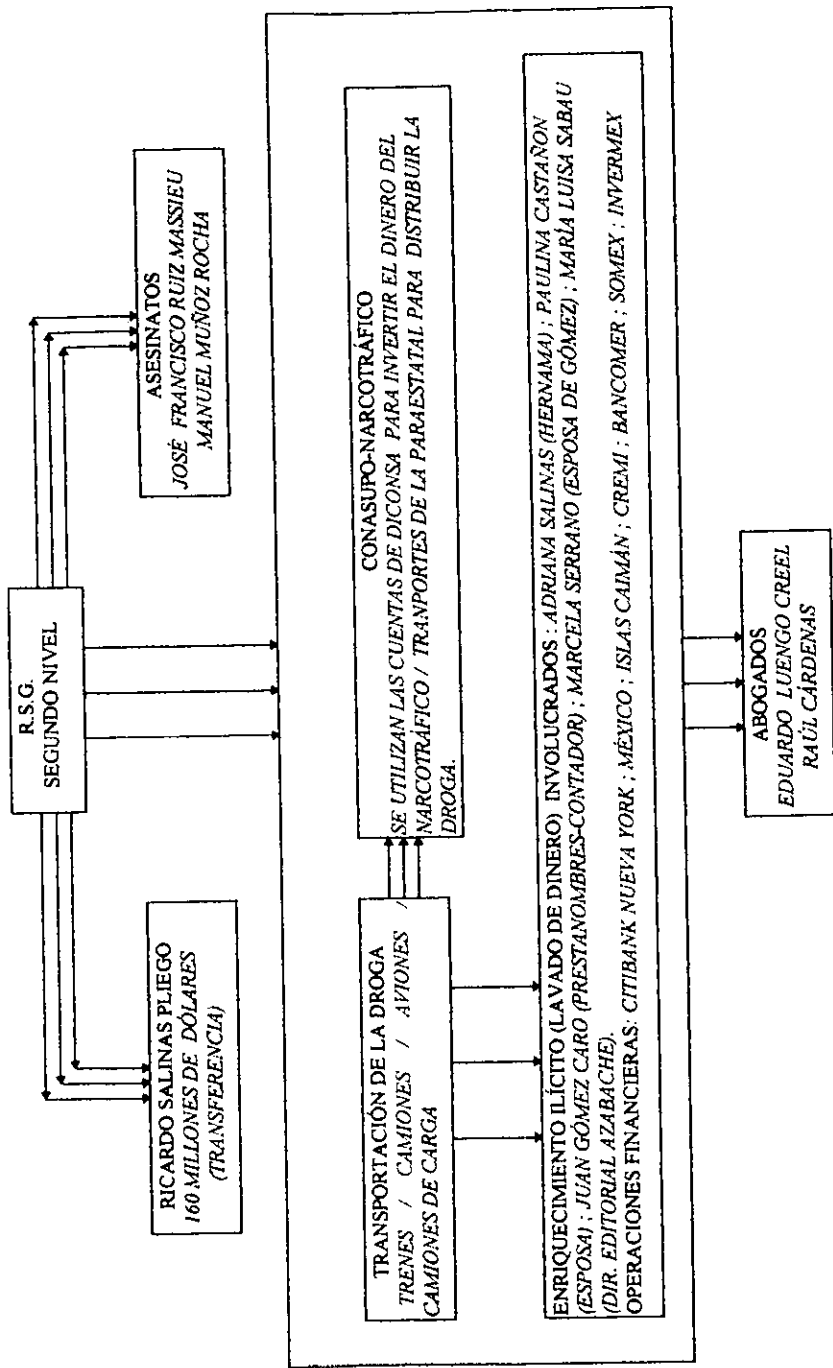 R.S.G.
SEGUNDO NIVEL
RICARDO SALINAS PLIEGO
160 MILLONES DE DÓLARES
(TRANSFERENCIA)
ASESINATOS
JOSÉ FRANCISCO RUIZ MASSIEU
MANUEL MUÑOZ ROCHA
TRANSPORTACIÓN DE LA DROGA
TRENES / CAMIONES / AVIONES /
CAMIONES DE CARGA
CONASUPO-NARCOTRÁFICO
SE UTILIZAN LAS CUENTAS DE DICONSA PARA INVERTIR EL DINERO DEL
NARCOTRÁFICO / TRANPORTES DE LA PARAESTATAL PARA DISTRIBUIR LA
DROGA.
ENRIQUECIMIENTO ILÍCITO (LAVADO DE DINERO) INVOLUCRADOS : ADRIANA SALINAS (HERNAMA) ; PAULINA CASTAÑON
(ESPOSA) ; JUAN GÓMEZ CARO (PRESTANOMBRES-CONTADOR) ; MARCELA SERRANO (ESPOSA DE GÓMEZ) ; MARÍA LUISA SABAU
(DIR. EDITORIAL AZABACHE).
OPERACIONES FINANCIERAS: CITIBANK NUEVA YORK ; MÉXICO ; ISLAS CAIMÁN ; CREMI ; BANCOMER ; SOMEX ; INVERMEX
ABOGADOS
EDUARDO LUENGO CREEL
RAÚL CÁRDENAS